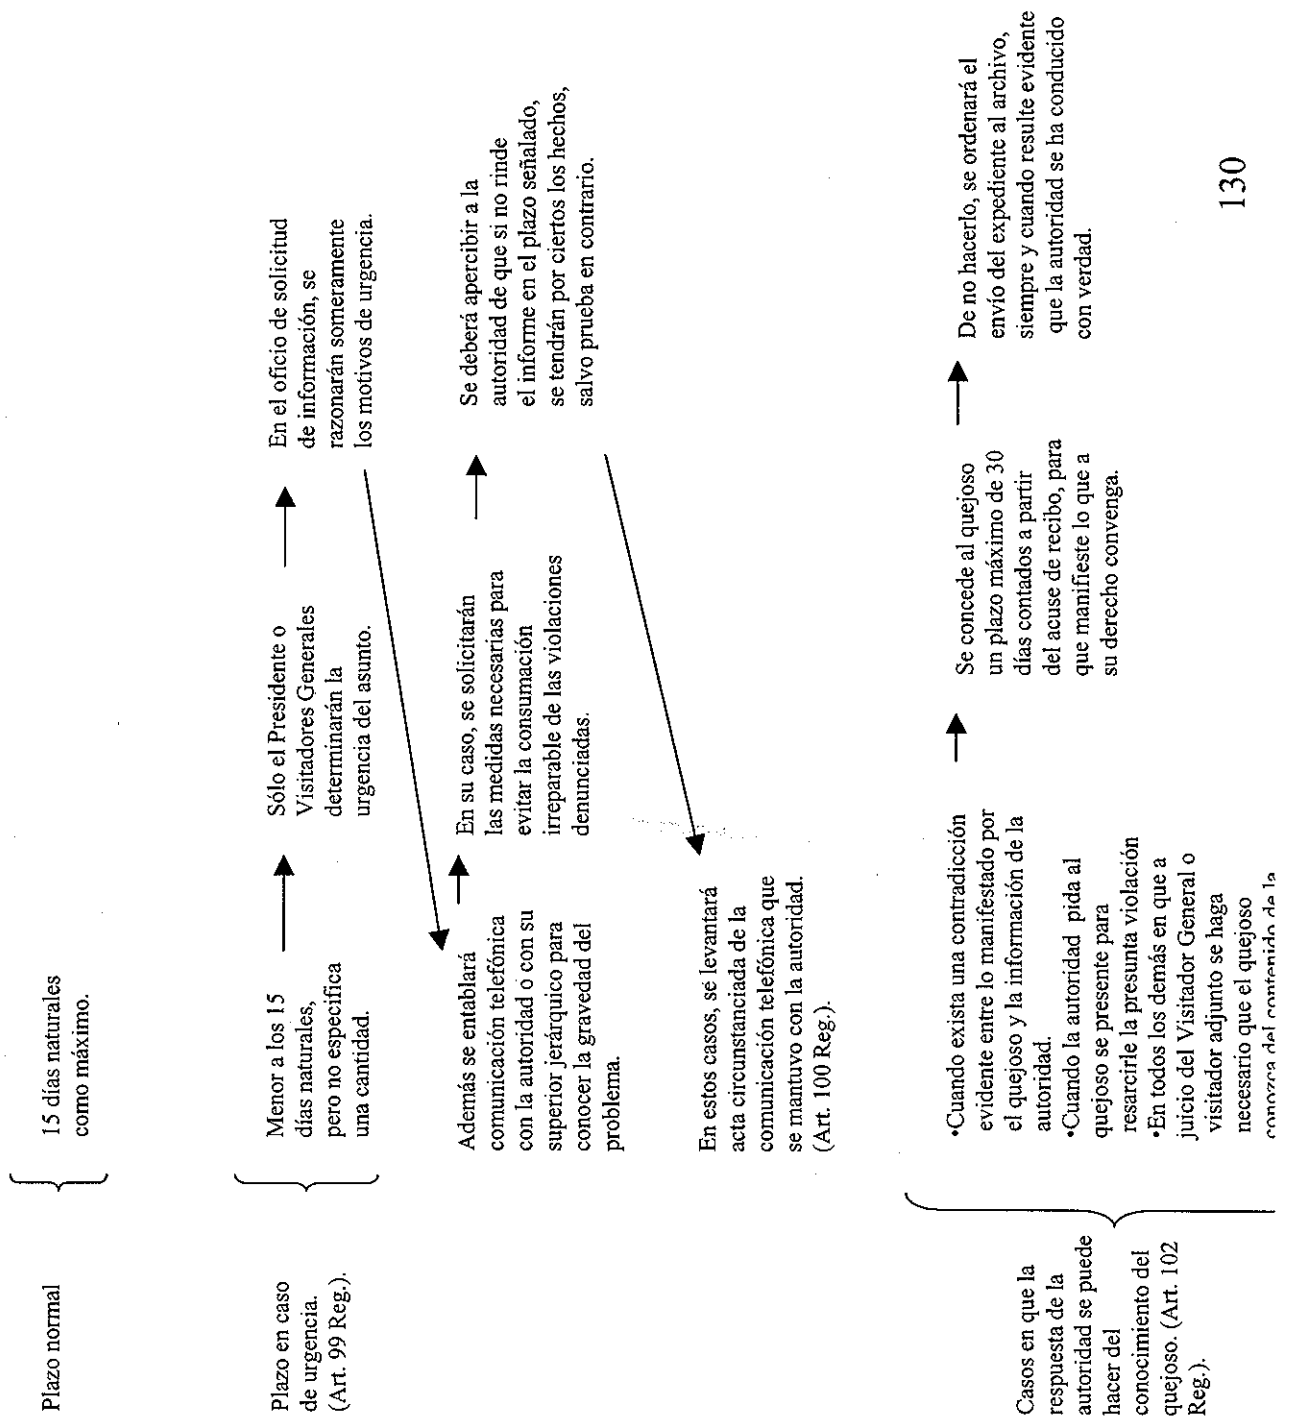 Plazo normal
15 días naturales
como máximo.
Plazo en caso
de urgencia.
(Art. 99 Reg.).
Menor a los 15
días naturales,
pero no especifica
una cantidad.
Sólo el Presidente o
Visitadores Generales
determinarán la
urgencia del asunto.
En el oficio de solicitud
de información, se
razonarán someramente
los motivos de urgencia.
Además se entablará
comunicación telefónica
con la autoridad o con su
superior jerárquico para
conocer la gravedad del
problema.
En su caso, se solicitarán
las medidas necesarias para
evitar la consumación
irreparable de las violaciones
denunciadas.
Se deberá apercibir a la
autoridad de que si no rinde
el informe en el plazo señalado,
se tendrán por ciertos los hechos,
salvo prueba en contrario.
En estos casos, se levantará
acta circunstanciada de la
comunicación telefónica que
se mantuvo con la autoridad.
(Art. 100 Reg.).
Casos en que la
respuesta de la
autoridad se puede
hacer del
conocimiento del
quejoso. (Art. 102
Reg.).
•Cuando exista una contradicción
evidente entre lo manifestado por
el quejoso y la información de la
autoridad.
•Cuando la autoridad pida al
quejoso se presente para
resarcirle la presunta violación
•En todos los demás en que a
juicio del Visitador General o
visitador adjunto se haga
necesario que el quejoso
conozca del contenido de la
Se concede al quejoso
un plazo máximo de 30
días contados a partir
del acuse de recibo, para
que manifieste lo que a
su derecho convenga.
De no hacerlo, se ordenará el
envío del expediente al archivo,
siempre y cuando resulte evidente
que la autoridad se ha conducido
con verdad.
130